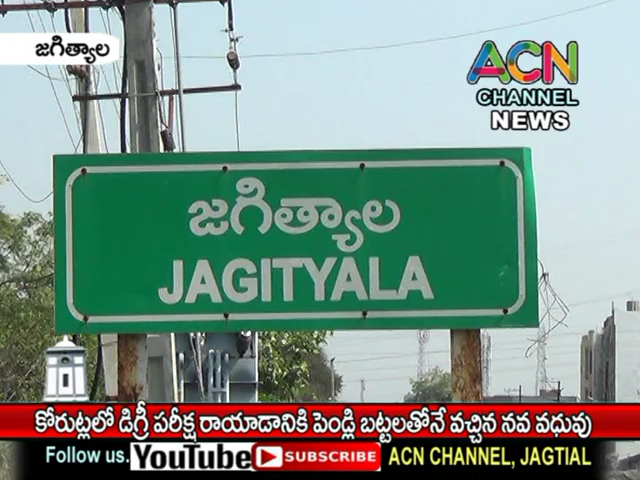 జగిత్యాల
ACN
CHANNEL
NEWS
జగిత్యాల
JAGITYALA
కోరుట్లలో డిగ్రీ పరీక్ష రాయడానికి పెండ్లి బట్టలతోనే వచ్చిన నవ వధువు
Follow us. YouTube SUBSCRIBE ACN CHANNEL, JAGTIAL